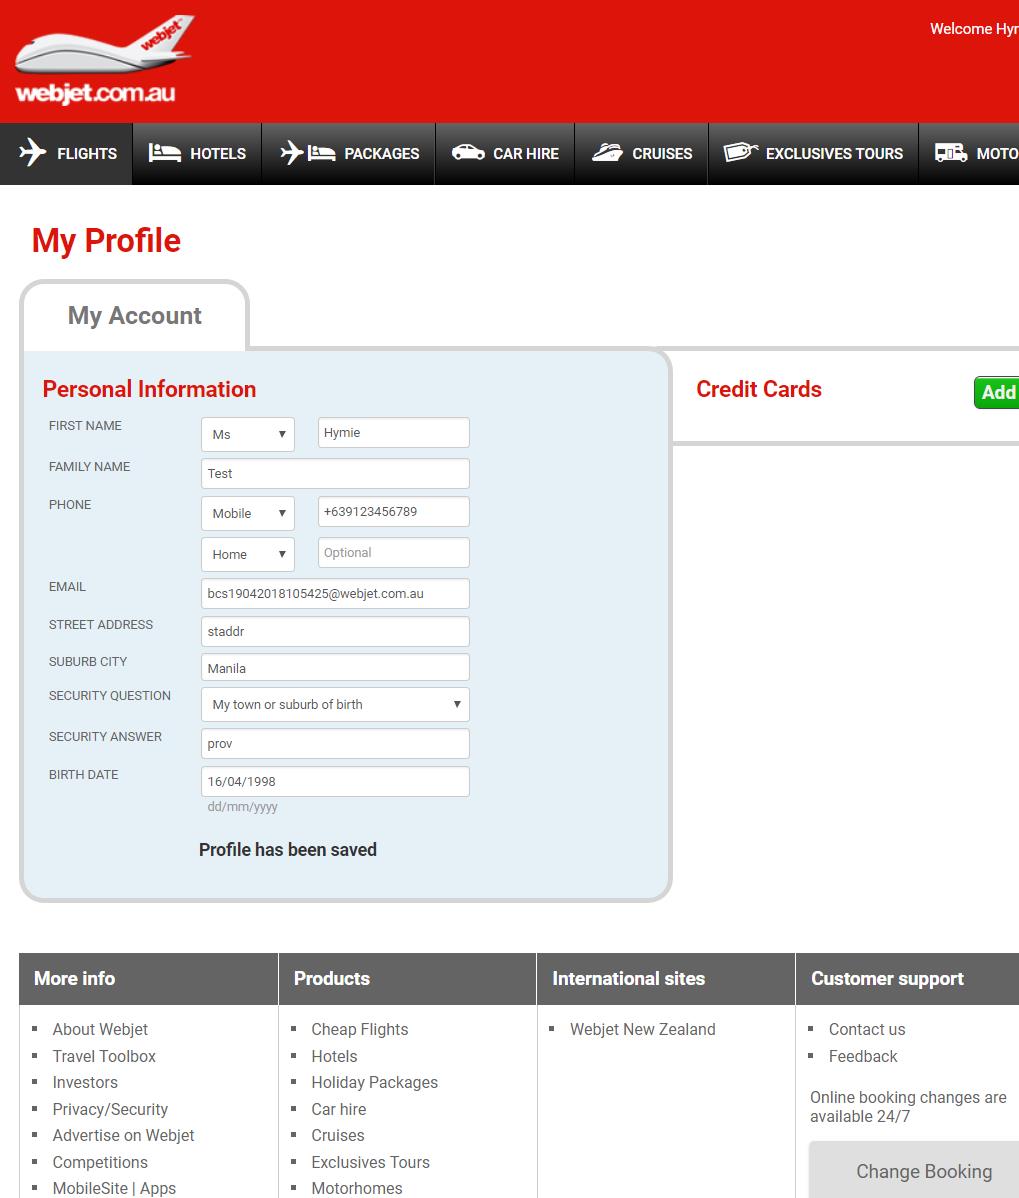 Welcome Hyn
webjet
webjet.com.au
FLIGHTS HOTELS PACKAGES CAR HIRE CRUISES EXCLUSIVES TOURS MOTO
My Profile
My Account
Personal Information
FIRST NAME Ms Hymie
FAMILY NAME Test
PHONE Mobile +639123456789
Home Optional
EMAIL bcs19042018105425@webjet.com.au
STREET ADDRESS staddr
SUBURB CITY Manila
SECURITY QUESTION My town or suburb of birth
SECURITY ANSWER prov
BIRTH DATE 16/04/1998
dd/mm/yyyy
Profile has been saved
Credit Cards Add
More info
About Webjet
Travel Toolbox
Investors
Privacy/Security
Advertise on Webjet
Competitions
MobileSite | Apps
Products
Cheap Flights
Hotels
Holiday Packages
Car hire
Cruises
Exclusives Tours
Motorhomes
International sites
Webjet New Zealand
Customer support
Contact us
Feedback
Online booking changes are
available 24/7
Change Booking